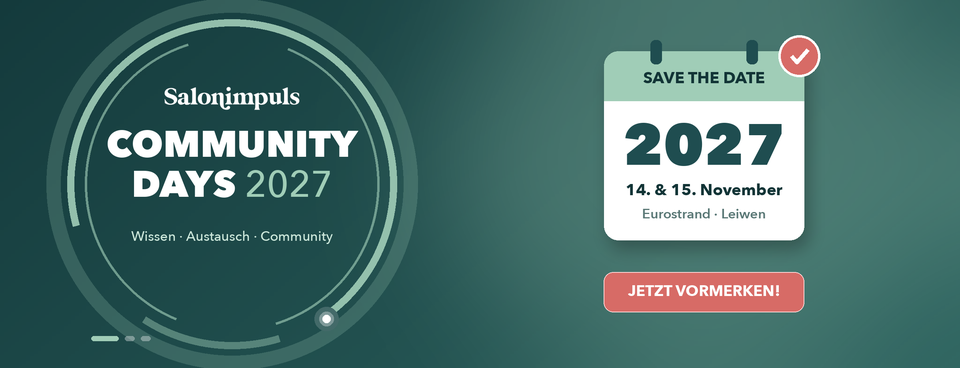 Salonimpuls
COMMUNITY
DAYS 2027
Wissen · Austausch · Community
SAVE THE DATE
2027
14. & 15. November
Eurostrand · Leiwen
JETZT VORMERKEN!